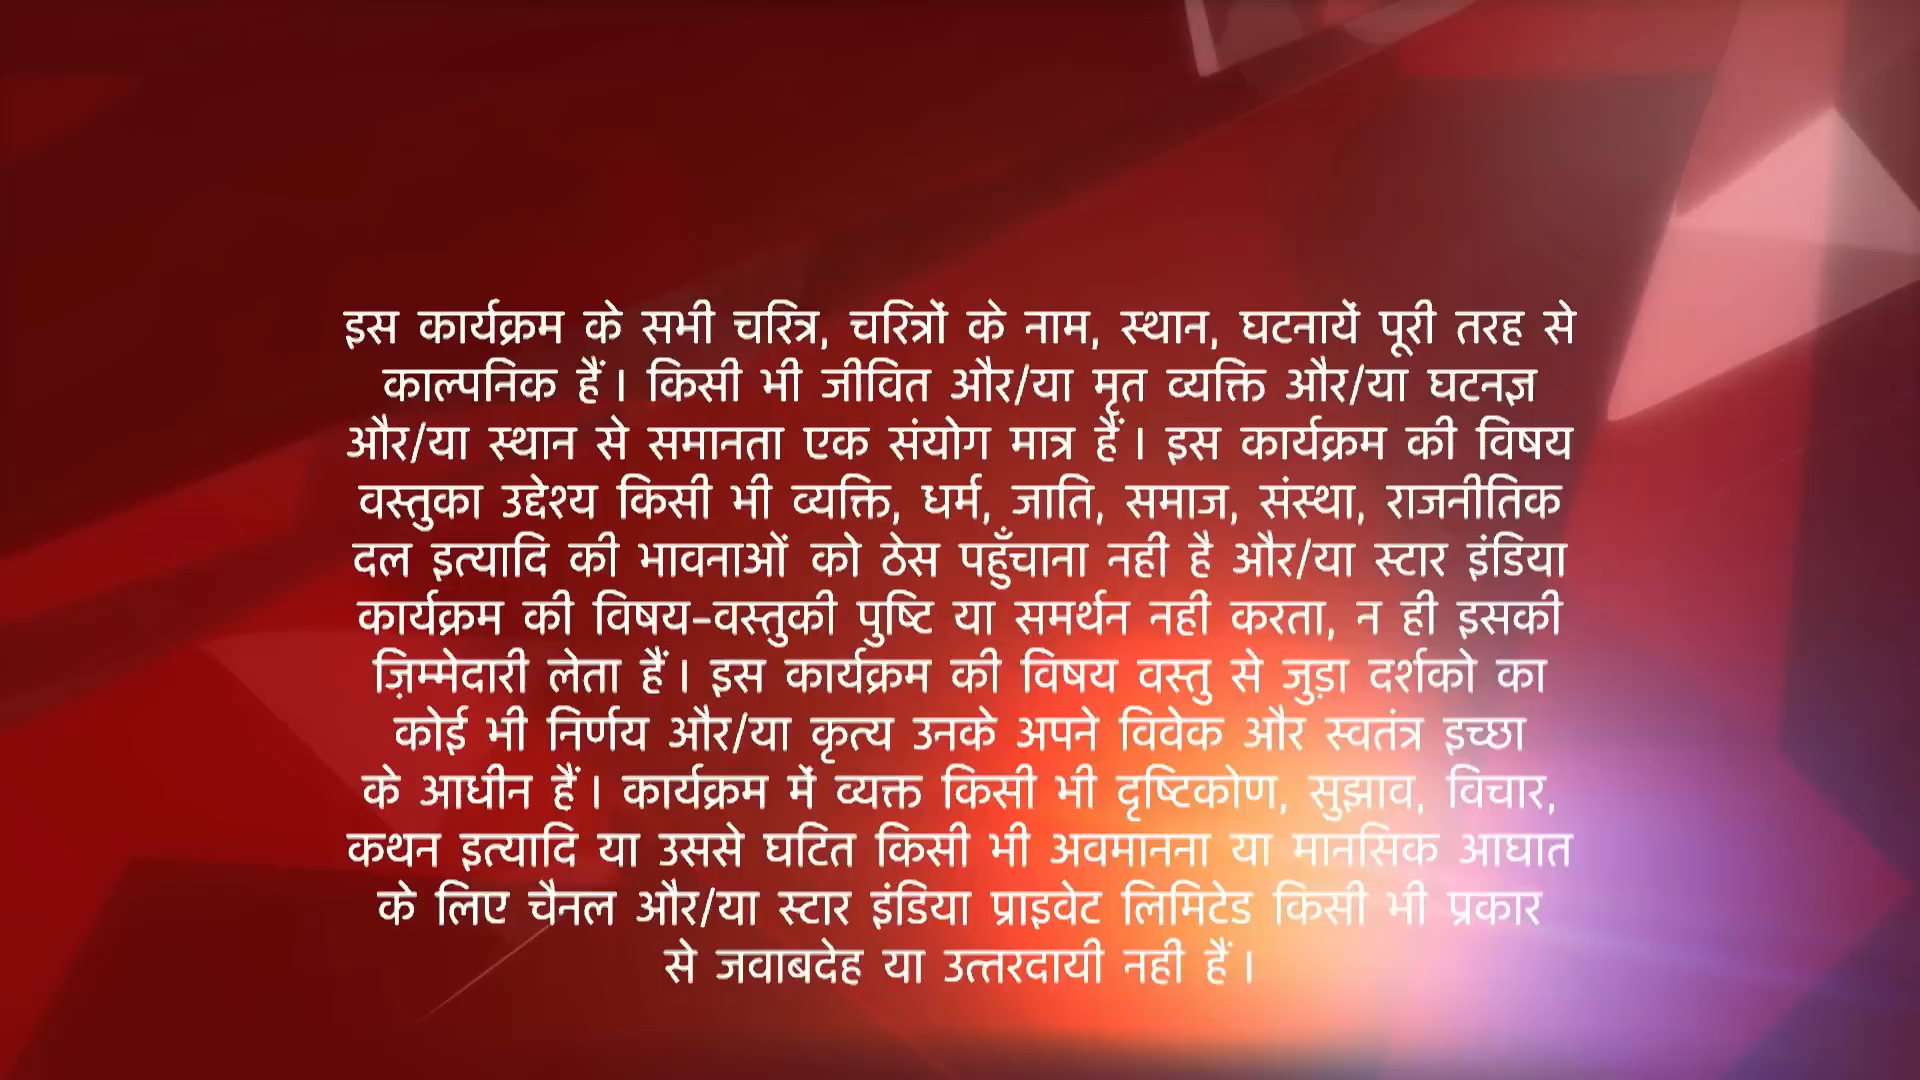 इस कार्यक्रम के सभी चरित्र, चरित्रों के नाम, स्थान, घटनायें पूरी तरह से
काल्पनिक हैं। किसी भी जीवित और/या मृत व्यक्ति और/या घटनज्ञ
और/या स्थान से समानता एक संयोग मात्र हैं। इस कार्यक्रम की विषय
वस्तुका उद्देश्य किसी भी व्यक्ति, धर्म, जाति, समाज, संस्था, राजनीतिक
दल इत्यादि की भावनाओं को ठेस पहुँचाना नही है और/या स्टार इंडिया
कार्यक्रम की विषय-वस्तुकी पुष्टि या समर्थन नही करता, न ही इसकी
ज़िम्मेदारी लेता हैं। इस कार्यक्रम की विषय वस्तु से जुड़ा दर्शको का
कोई भी निर्णय और/या कृत्य उनके अपने विवेक और स्वतंत्र इच्छा
के आधीन हैं। कार्यक्रम में व्यक्त किसी भी दृष्टिकोण, सुझाव, विचार,
कथन इत्यादि या उससे घटित किसी भी अवमानना या मानसिक आघात
के लिए चैनल और/या स्टार इंडिया प्राइवेट लिमिटेड किसी भी प्रकार
से जवाबदेह या उत्तरदायी नही हैं।